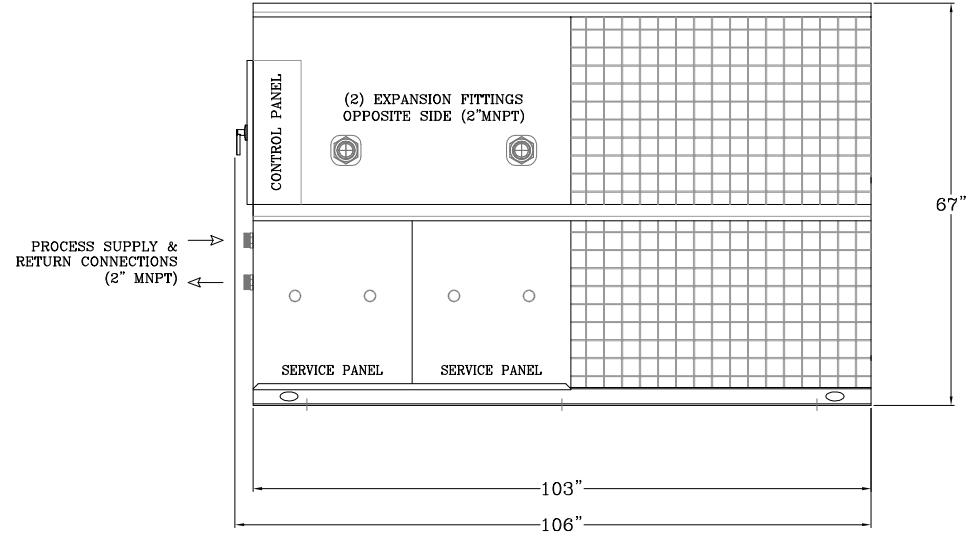 (2) EXPANSION FITTINGS
OPPOSITE SIDE (2"MNPT)
CONTROL PANEL
67"
PROCESS SUPPLY &
RETURN CONNECTIONS
(2" MNPT)
SERVICE PANEL
SERVICE PANEL
103"
106"